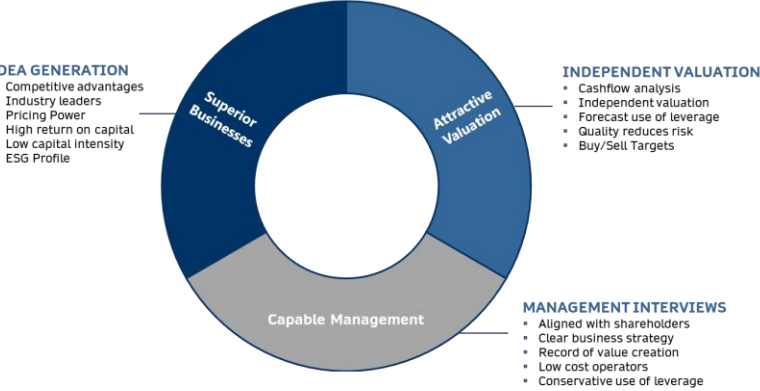 DEA GENERATION
Competitive advantages
Industry leaders
Pricing Power
High return on capital
Low capital intensity
ESG Profile
Superior
Businesses
Attractive
Valuation
INDEPENDENT VALUATION
▪ Cashflow analysis
▪ Independent valuation
▪ Forecast use of leverage
▪ Quality reduces risk
▪ Buy/Sell Targets
Capable Management
MANAGEMENT INTERVIEWS
▪ Aligned with shareholders
▪ Clear business strategy
▪ Record of value creation
▪ Low cost operators
▪ Conservative use of leverage